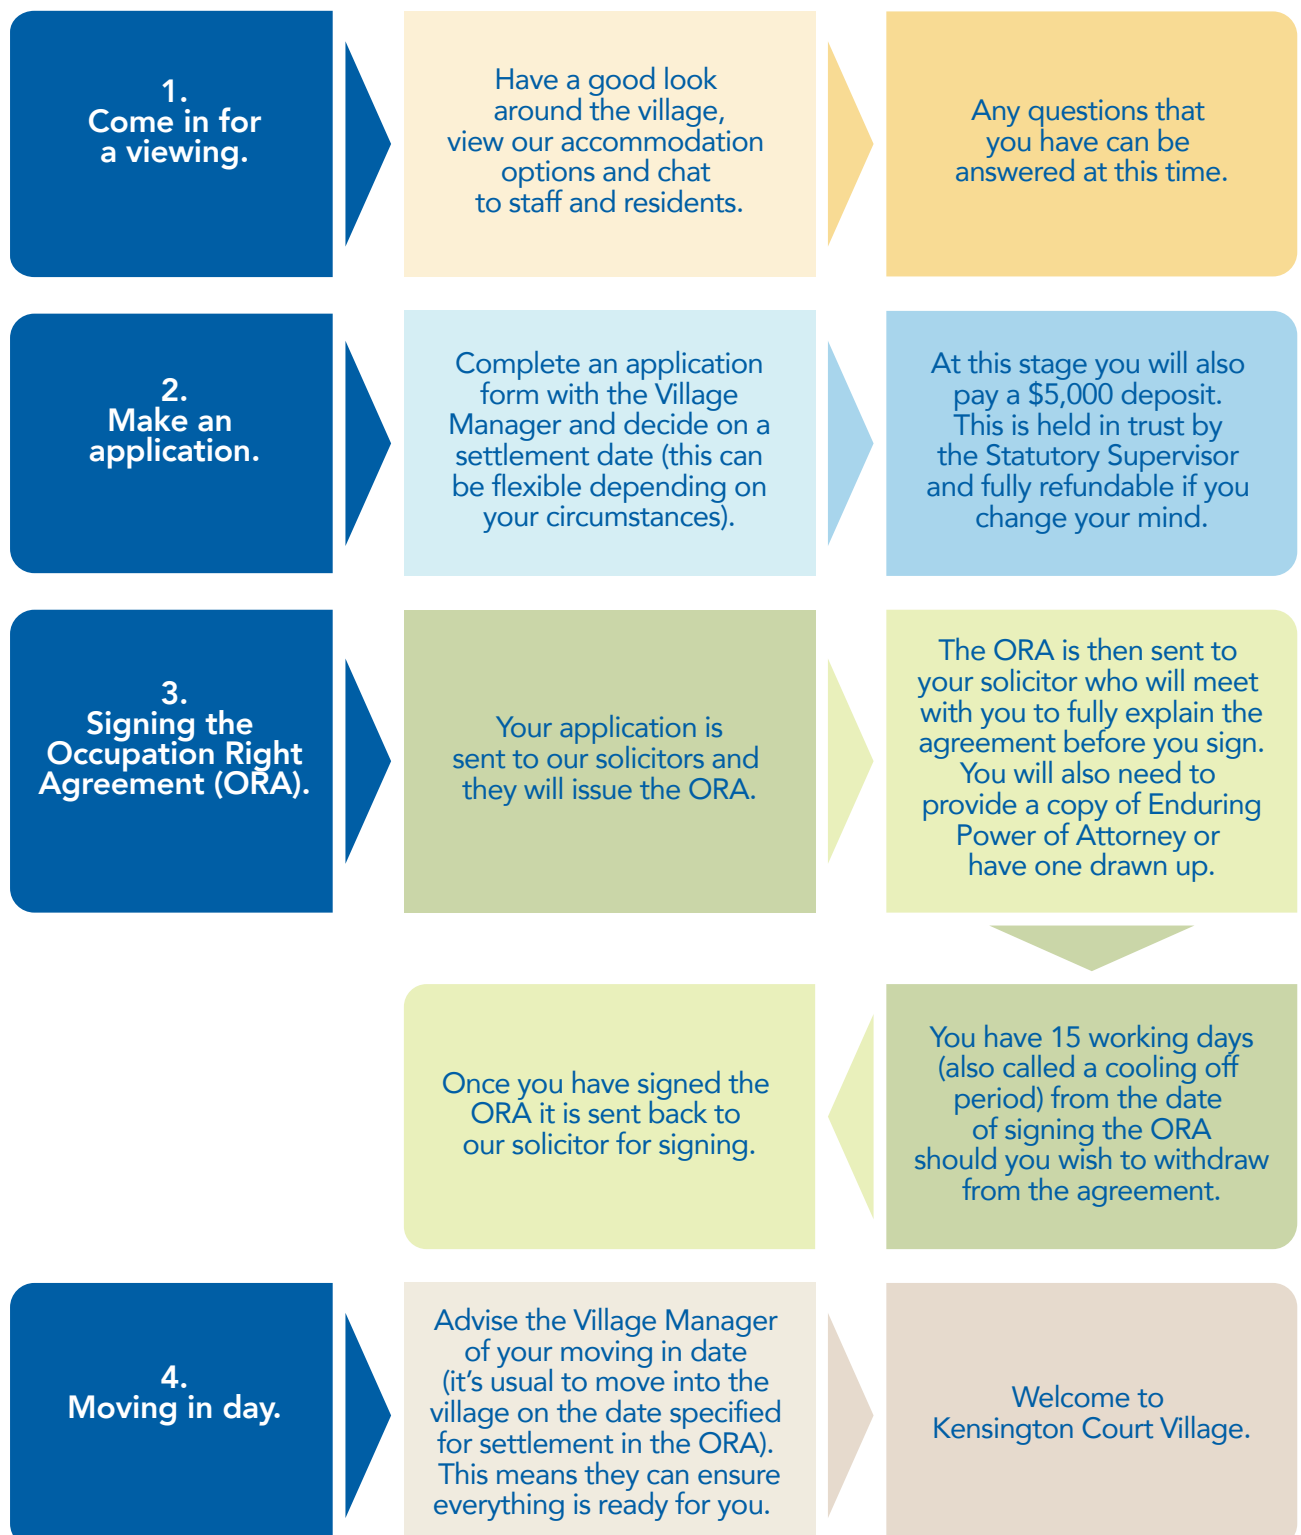 1.
Come in for
a viewing.
Have a good look
around the village,
view our accommodation
options and chat
to staff and residents.
Any questions that
you have can be
answered at this time.
2.
Make an
application.
Complete an application
form with the Village
Manager and decide on a
settlement date (this can
be flexible depending on
your circumstances).
At this stage you will also
pay a $5,000 deposit.
This is held in trust by
the Statutory Supervisor
and fully refundable if you
change your mind.
3.
Signing the
Occupation Right
Agreement (ORA).
Your application is
sent to our solicitors and
they will issue the ORA.
The ORA is then sent to
your solicitor who will meet
with you to fully explain the
agreement before you sign.
You will also need to
provide a copy of Enduring
Power of Attorney or
have one drawn up.
You have 15 working days
(also called a cooling off
period) from the date
of signing the ORA
should you wish to withdraw
from the agreement.
Once you have signed the
ORA it is sent back to
our solicitor for signing.
4.
Moving in day.
Advise the Village Manager
of your moving in date
(it’s usual to move into the
village on the date specified
for settlement in the ORA).
This means they can ensure
everything is ready for you.
Welcome to
Kensington Court Village.